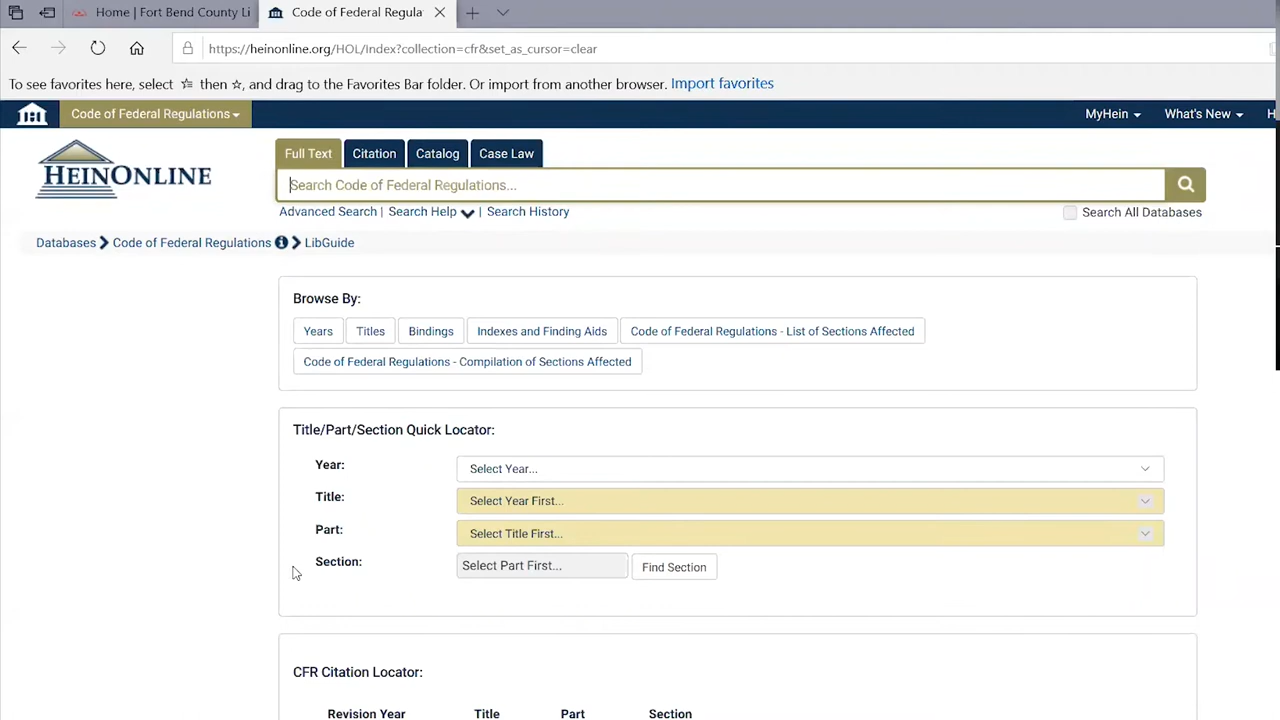 Home | Fort Bend County Li
Code of Federal Regula
https://heinonline.org/HOL/Index?collection=cfr&set_as_cursor=clear
To see favorites here, select then ☆, and drag to the Favorites Bar folder. Or import from another browser. Import favorites
Code of Federal Regulations MyHein What's New H
HEINONLINE
Full Text Citation Catalog Case Law
Search Code of Federal Regulations...
Advanced Search | Search Help | Search History Search All Databases
Databases Code of Federal Regulations LibGuide
Browse By:
Years Titles Bindings Indexes and Finding Aids Code of Federal Regulations - List of Sections Affected
Code of Federal Regulations - Compilation of Sections Affected
Title/Part/Section Quick Locator:
Year: Select Year...
Title: Select Year First...
Part: Select Title First...
Section: Select Part First... Find Section
CFR Citation Locator:
Revision Year Title Part Section